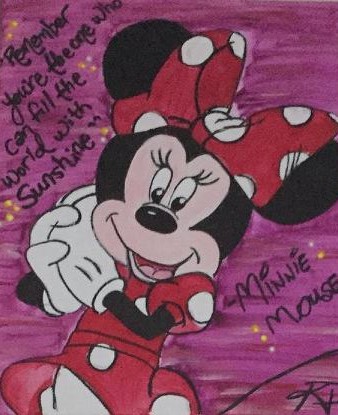 "Remember
you're the one who
can fill the
world with
Sunshine"
-Minnie
Mouse